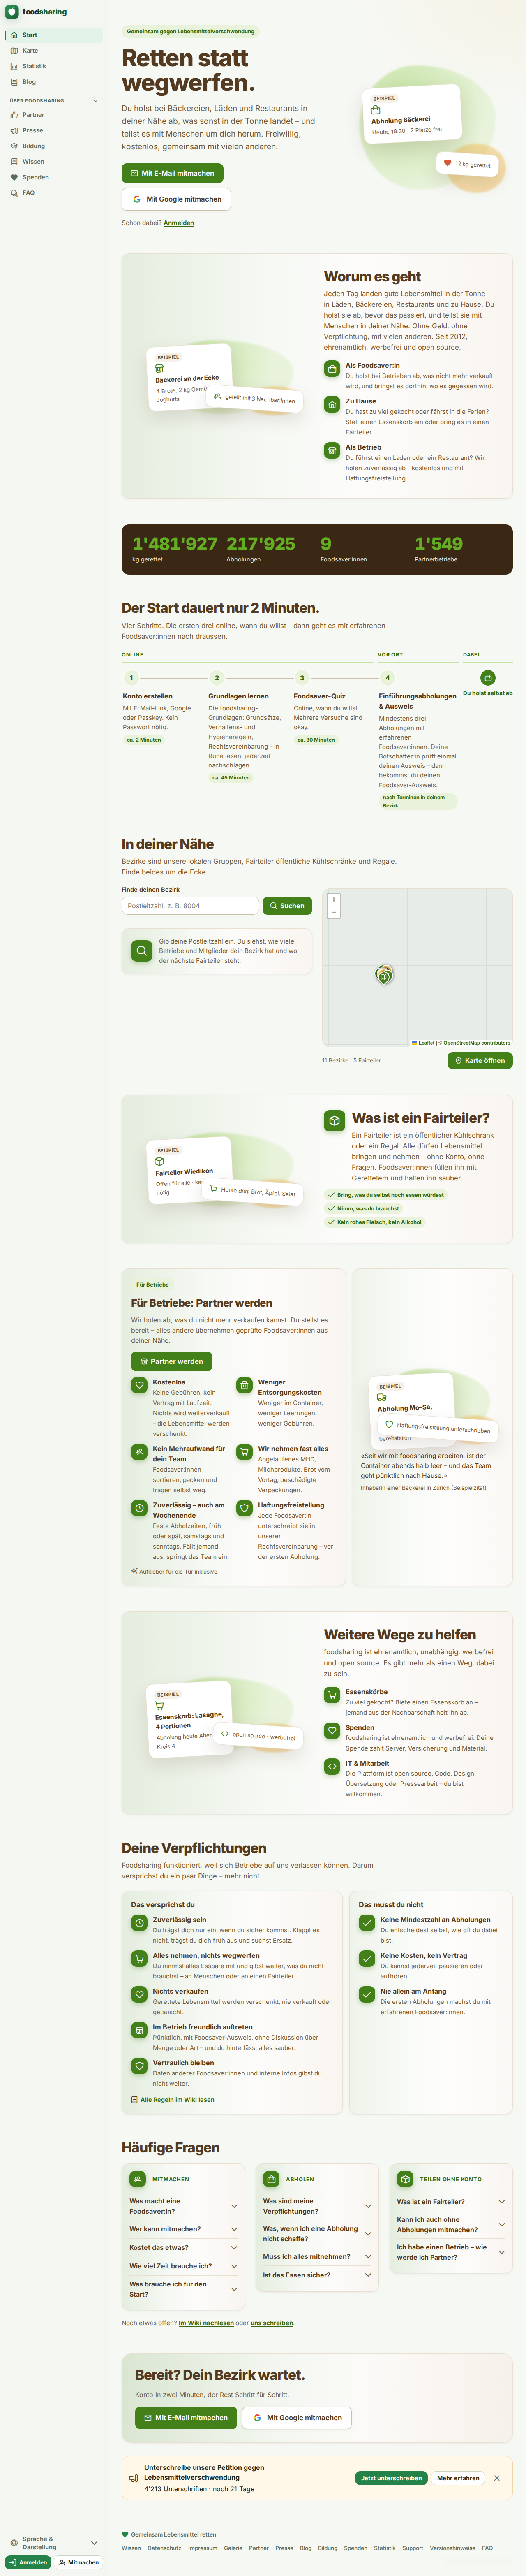 foodsharing
Start
Karte
Statistik
Blog
ÜBER FOODSHARING
Partner
Presse
Bildung
Wissen
Spenden
FAQ
Gemeinsam gegen Lebensmittelverschwendung
Retten statt
wegwerfen.
Du holst bei Bäckereien, Läden und Restaurants in
deiner Nähe ab, was sonst in der Tonne landet – und
teilst es mit Menschen um dich herum. Freiwillig,
kostenlos, gemeinsam mit vielen anderen.
Mit E-Mail mitmachen
Mit Google mitmachen
Schon dabei? Anmelden
BEISPIEL
Abholung Bäckerei
Heute, 18:30 · 2 Plätze frei
12 kg gerettet
BEISPIEL
Bäckerei an der Ecke
4 Brote, 2 kg Gemü
Joghurts
geteilt mit 3 Nachbar:innen
Worum es geht
Jeden Tag landen gute Lebensmittel in der Tonne –
in Läden, Bäckereien, Restaurants und zu Hause. Du
holst sie ab, bevor das passiert, und teilst sie mit
Menschen in deiner Nähe. Ohne Geld, ohne
Verpflichtung, mit vielen anderen. Seit 2012,
ehrenamtlich, werbefrei und open source.
Als Foodsaver:in
Du holst bei Betrieben ab, was nicht mehr verkauft
wird, und bringst es dorthin, wo es gegessen wird.
Zu Hause
Du hast zu viel gekocht oder fährst in die Ferien?
Stell einen Essenskorb ein oder bring es in einen
Fairteiler.
Als Betrieb
Du führst einen Laden oder ein Restaurant? Wir
holen zuverlässig ab – kostenlos und mit
Haftungsfreistellung.
1'481'927
kg gerettet
217'925
Abholungen
9
Foodsaver:innen
1'549
Partnerbetriebe
Der Start dauert nur 2 Minuten.
Vier Schritte. Die ersten drei online, wann du willst – dann geht es mit erfahrenen
Foodsaver:innen nach draussen.
ONLINE
VOR ORT
DABEI
1
Konto erstellen
Mit E-Mail-Link, Google
oder Passkey. Kein
Passwort nötig.
ca. 2 Minuten
2
Grundlagen lernen
Die foodsharing-
Grundlagen: Grundsätze,
Verhaltens- und
Hygieneregeln,
Rechtsvereinbarung – in
Ruhe lesen, jederzeit
nachschlagen.
ca. 45 Minuten
3
Foodsaver-Quiz
Online, wann du willst.
Mehrere Versuche sind
okay.
ca. 30 Minuten
4
Einführungsabholungen
& Ausweis
Mindestens drei
Abholungen mit
erfahrenen
Foodsaver:innen. Deine
Botschafter:in prüft einmal
deinen Ausweis – dann
bekommst du deinen
Foodsaver-Ausweis.
nach Terminen in deinem
Bezirk
Du holst selbst ab
In deiner Nähe
Bezirke sind unsere lokalen Gruppen, Fairteiler öffentliche Kühlschränke und Regale.
Finde beides um die Ecke.
Finde deinen Bezirk
Postleitzahl, z. B. 8004
Suchen
Gib deine Postleitzahl ein. Du siehst, wie viele
Betriebe und Mitglieder dein Bezirk hat und wo
der nächste Fairteiler steht.
+
−
Leaflet | © OpenStreetMap contributors
11 Bezirke · 5 Fairteiler
Karte öffnen
BEISPIEL
Fairteiler Wiedikon
Offen für alle · ke
nötig
Heute drin: Brot, Äpfel, Salat
Was ist ein Fairteiler?
Ein Fairteiler ist ein öffentlicher Kühlschrank
oder ein Regal. Alle dürfen Lebensmittel
bringen und nehmen – ohne Konto, ohne
Fragen. Foodsaver:innen füllen ihn mit
Gerettetem und halten ihn sauber.
Bring, was du selbst noch essen würdest
Nimm, was du brauchst
Kein rohes Fleisch, kein Alkohol
Für Betriebe
Für Betriebe: Partner werden
Wir holen ab, was du nicht mehr verkaufen kannst. Du stellst es
bereit – alles andere übernehmen geprüfte Foodsaver:innen aus
deiner Nähe.
Partner werden
Kostenlos
Keine Gebühren, kein
Vertrag mit Laufzeit.
Nichts wird weiterverkauft
– die Lebensmittel werden
verschenkt.
Weniger
Entsorgungskosten
Weniger im Container,
weniger Leerungen,
weniger Gebühren.
Kein Mehraufwand für
dein Team
Foodsaver:innen
sortieren, packen und
tragen selbst weg.
Wir nehmen fast alles
Abgelaufenes MHD,
Milchprodukte, Brot vom
Vortag, beschädigte
Verpackungen.
Zuverlässig – auch am
Wochenende
Feste Abholzeiten, früh
oder spät, samstags und
sonntags. Fällt jemand
aus, springt das Team ein.
Haftungsfreistellung
Jede Foodsaver:in
unterschreibt sie in
unserer
Rechtsvereinbarung – vor
der ersten Abholung.
Aufkleber für die Tür inklusive
BEISPIEL
Abholung Mo–Sa,
Haftungsfreistellung unterschrieben
bereitstellen
«Seit wir mit foodsharing arbeiten, ist der
Container abends halb leer – und das Team
geht pünktlich nach Hause.»
Inhaberin einer Bäckerei in Zürich (Beispielzitat)
BEISPIEL
Essenskorb: Lasagne,
4 Portionen
Abholung heute Aben
Kreis 4
open source · werbefrei
Weitere Wege zu helfen
foodsharing ist ehrenamtlich, unabhängig, werbefrei
und open source. Es gibt mehr als einen Weg, dabei
zu sein.
Essenskörbe
Zu viel gekocht? Biete einen Essenskorb an –
jemand aus der Nachbarschaft holt ihn ab.
Spenden
foodsharing ist ehrenamtlich und werbefrei. Deine
Spende zahlt Server, Versicherung und Material.
IT & Mitarbeit
Die Plattform ist open source. Code, Design,
Übersetzung oder Pressearbeit – du bist
willkommen.
Deine Verpflichtungen
Foodsharing funktioniert, weil sich Betriebe auf uns verlassen können. Darum
versprichst du ein paar Dinge – mehr nicht.
Das versprichst du
Zuverlässig sein
Du trägst dich nur ein, wenn du sicher kommst. Klappt es
nicht, trägst du dich früh aus und suchst Ersatz.
Alles nehmen, nichts wegwerfen
Du nimmst alles Essbare mit und gibst weiter, was du nicht
brauchst – an Menschen oder an einen Fairteiler.
Nichts verkaufen
Gerettete Lebensmittel werden verschenkt, nie verkauft oder
getauscht.
Im Betrieb freundlich auftreten
Pünktlich, mit Foodsaver-Ausweis, ohne Diskussion über
Menge oder Art – und du hinterlässt alles sauber.
Vertraulich bleiben
Daten anderer Foodsaver:innen und interne Infos gibst du
nicht weiter.
Alle Regeln im Wiki lesen
Das musst du nicht
Keine Mindestzahl an Abholungen
Du entscheidest selbst, wie oft du dabei
bist.
Keine Kosten, kein Vertrag
Du kannst jederzeit pausieren oder
aufhören.
Nie allein am Anfang
Die ersten Abholungen machst du mit
erfahrenen Foodsaver:innen.
Häufige Fragen
MITMACHEN
Was macht eine
Foodsaver:in?
Wer kann mitmachen?
Kostet das etwas?
Wie viel Zeit brauche ich?
Was brauche ich für den
Start?
ABHOLEN
Was sind meine
Verpflichtungen?
Was, wenn ich eine Abholung
nicht schaffe?
Muss ich alles mitnehmen?
Ist das Essen sicher?
TEILEN OHNE KONTO
Was ist ein Fairteiler?
Kann ich auch ohne
Abholungen mitmachen?
Ich habe einen Betrieb – wie
werde ich Partner?
Noch etwas offen? Im Wiki nachlesen oder uns schreiben.
Bereit? Dein Bezirk wartet.
Konto in zwei Minuten, der Rest Schritt für Schritt.
Mit E-Mail mitmachen
Mit Google mitmachen
Unterschreibe unsere Petition gegen
Lebensmittelverschwendung
4'213 Unterschriften · noch 21 Tage
Jetzt unterschreiben
Mehr erfahren
Sprache &
Darstellung
Anmelden
Mitmachen
Gemeinsam Lebensmittel retten
Wissen
Datenschutz
Impressum
Galerie
Partner
Presse
Blog
Bildung
Spenden
Statistik
Support
Versionshinweise
FAQ